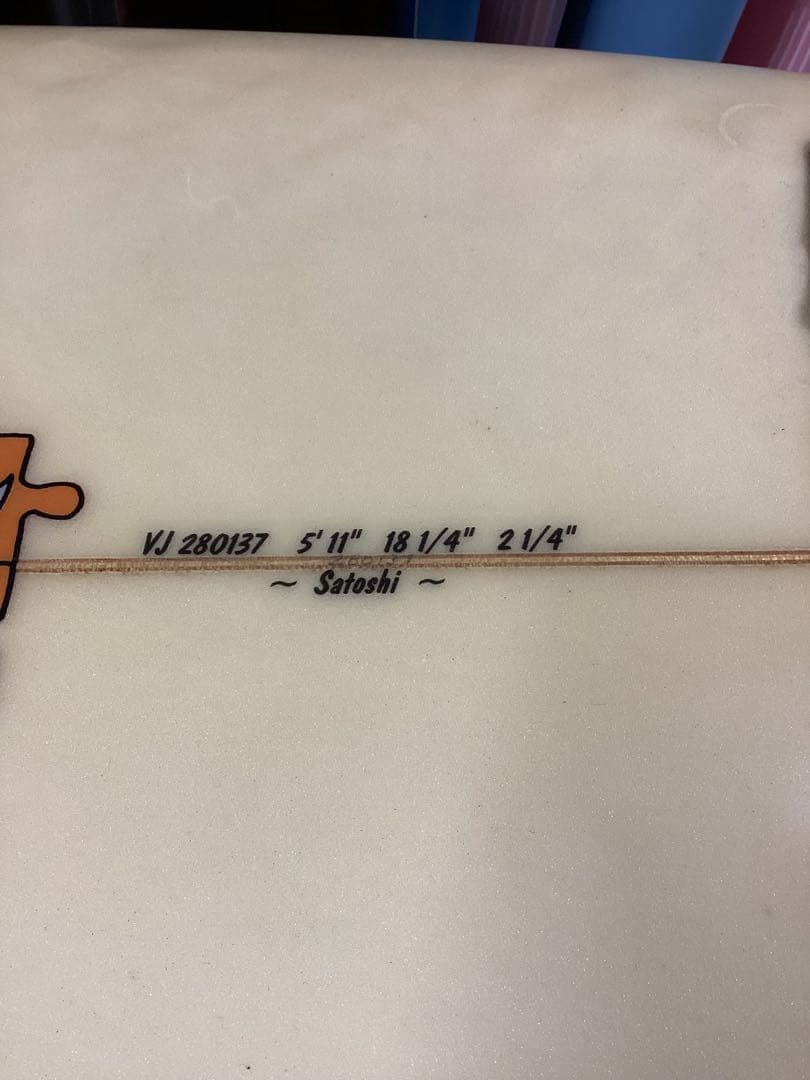 VJ 280137 5'11" 18 1/4" 2 1/4"
~ Satoshi ~